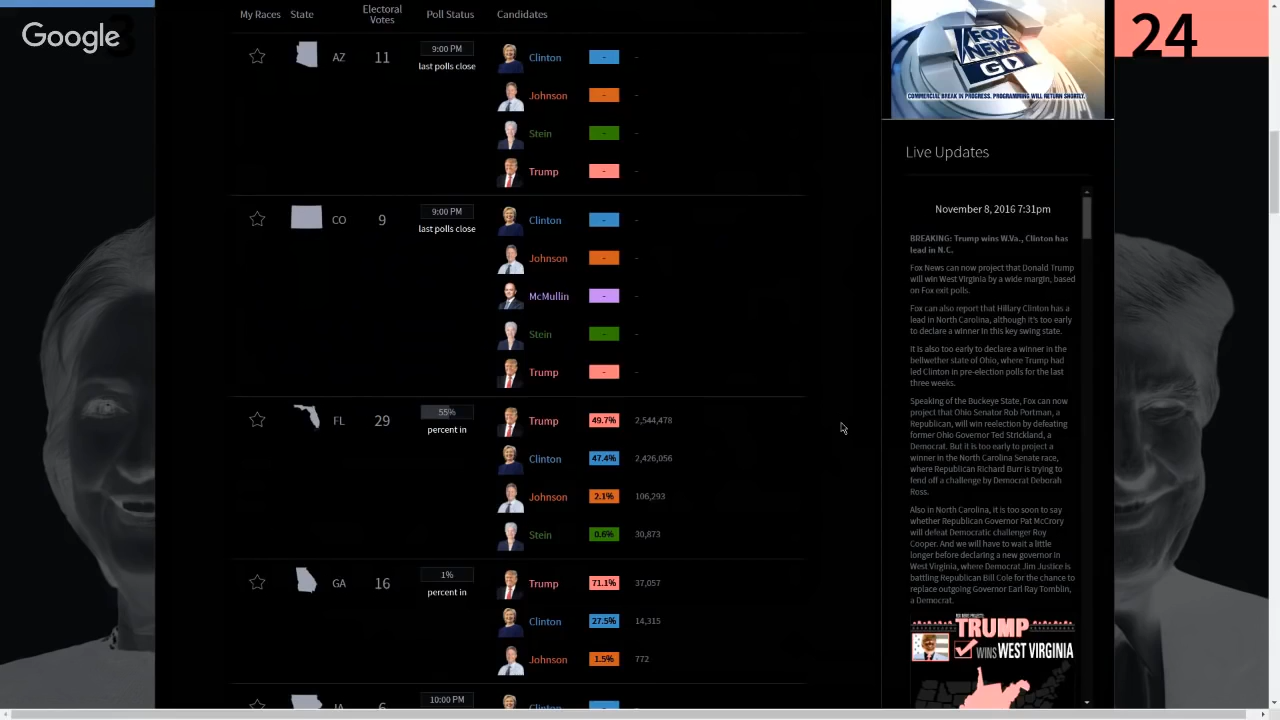 Google
24
My Races State Electoral Votes Poll Status Candidates
AZ 11 9:00 PM last polls close
Clinton - -
Johnson - -
Stein - -
Trump - -
CO 9 9:00 PM last polls close
Clinton - -
Johnson - -
McMullin - -
Stein - -
Trump - -
FL 29 55% percent in
Trump 49.7% 2,544,478
Clinton 47.4% 2,426,056
Johnson 2.1% 106,293
Stein 0.6% 30,873
GA 16 1% percent in
Trump 71.1% 37,057
Clinton 27.5% 14,315
Johnson 1.5% 772
IA 6 10:00 PM
Clinton
FOX
NEWS
GO
COMMERCIAL BREAK IN PROGRESS. PROGRAMMING WILL RETURN SHORTLY.
Live Updates
November 8, 2016 7:31pm
BREAKING: Trump wins W.Va., Clinton has
lead in N.C.
Fox News can now project that Donald Trump
will win West Virginia by a wide margin, based
on Fox exit polls.
Fox can also report that Hillary Clinton has a
lead in North Carolina, although it's too early
to declare a winner in this key swing state.
It is also too early to declare a winner in the
bellwether state of Ohio, where Trump had
led Clinton in pre-election polls for the last
three weeks.
Speaking of the Buckeye State, Fox can now
project that Ohio Senator Rob Portman, a
Republican, will win reelection by defeating
former Ohio Governor Ted Strickland, a
Democrat. But it is too early to project a
winner in the North Carolina Senate race,
where Republican Richard Burr is trying to
fend off a challenge by Democrat Deborah
Ross.
Also in North Carolina, it is too soon to say
whether Republican Governor Pat McCrory
will defeat Democratic challenger Roy
Cooper. And we will have to wait a little
longer before declaring a new governor in
West Virginia, where Democrat Jim Justice is
battling Republican Bill Cole for the chance to
replace outgoing Governor Earl Ray Tomblin,
a Democrat.
FOX NEWS PROJECTS
TRUMP
WINS WEST VIRGINIA